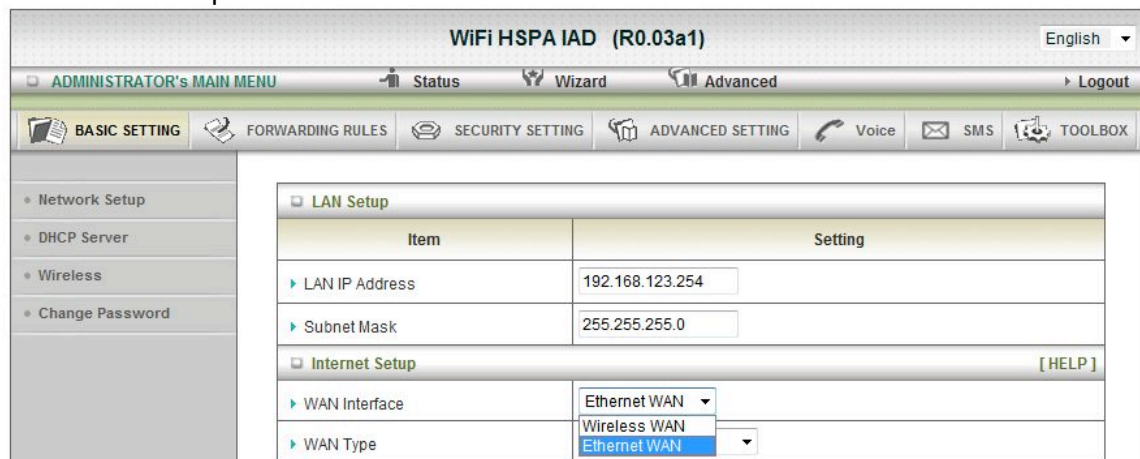 WiFi HSPA IAD (R0.03a1)
English
ADMINISTRATOR's MAIN MENU Status Wizard Advanced Logout
BASIC SETTING FORWARDING RULES SECURITY SETTING ADVANCED SETTING Voice SMS TOOLBOX
Network Setup
DHCP Server
Wireless
Change Password
LAN Setup
Item Setting
LAN IP Address 192.168.123.254
Subnet Mask 255.255.255.0
Internet Setup [ HELP ]
WAN Interface Ethernet WAN
Wireless WAN
WAN Type Ethernet WAN